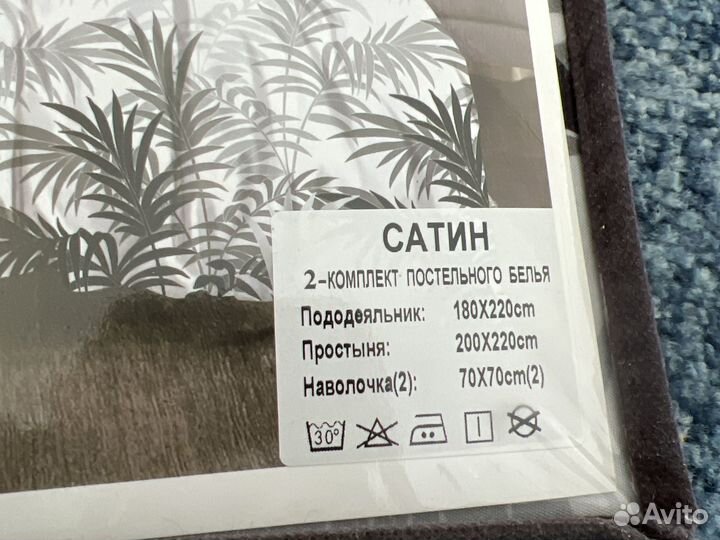 САТИН
2-КОМПЛЕКТ ПОСТЕЛЬНОГО БЕЛЬЯ
Пододеяльник: 180X220cm
Простыня: 200X220cm
Наволочка(2): 70X70cm(2)
30°
Avito